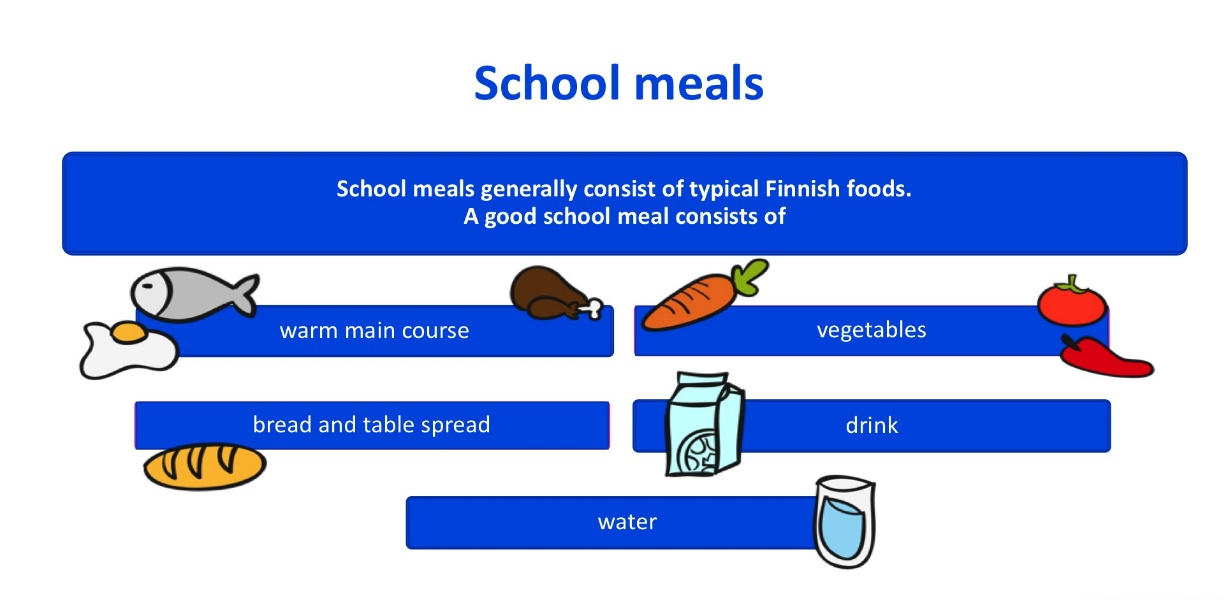 School meals
School meals generally consist of typical Finnish foods.
A good school meal consists of
warm main course
vegetables
bread and table spread
drink
water